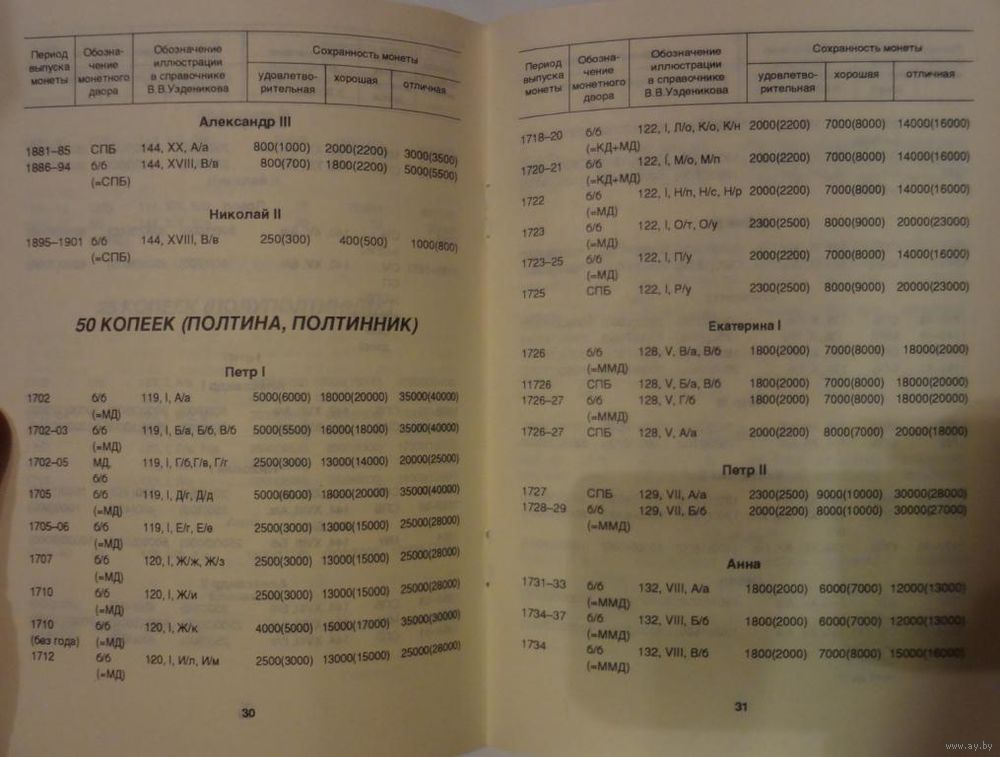 Период выпуска монеты | Обозна-чение монетного двора | Обозначение иллюстрации в справочнике В.В.Узденикова | Сохранность монеты
удовлетво-рительная | хорошая | отличная
Александр III
1881–85 СПБ 144, XX, А/а 800(1000) 2000(2200) 3000(3500)
1886–94 б/б 144, XVIII, В/в 800(700) 1800(2200) 5000(5500)
(=СПБ)
Николай II
1895–1901 б/б 144, XVIII, В/в 250(300) 400(500) 1000(800)
(=СПБ)
50 КОПЕЕК (ПОЛТИНА, ПОЛТИННИК)
Петр I
1702 б/б 119, I, А/а 5000(6000) 18000(20000) 35000(40000)
(=МД)
1702–03 б/б 119, I, Б/а, Б/б, В/б 5000(5500) 16000(18000) 35000(40000)
(=МД)
1702–05 МД, 119, I, Г/б,Г/в, Г/г 2500(3000) 13000(14000) 20000(25000)
б/б
1705 б/б 119, I, Д/г, Д/д 5000(6000) 18000(20000) 35000(40000)
(=МД)
1705–06 б/б 119, I, Е/г, Е/е 2500(3000) 13000(15000) 25000(28000)
(=МД)
1707 б/б 120, I, Ж/ж, Ж/з 2500(3000) 13000(15000) 25000(28000)
(=МД)
1710 б/б 120, I, Ж/и 2500(3000) 13000(15000) 25000(28000)
(=МД)
1710 б/б 120, I, Ж/к 4000(5000) 15000(17000) 35000(30000)
(без года) (=МД)
1712 б/б 120, I, И/л, И/м 2500(3000) 13000(15000) 25000(28000)
(=МД)
30
Период выпуска монеты | Обозна-чение монетного двора | Обозначение иллюстрации в справочнике В.В.Узденикова | Сохранность монеты
удовлетво-рительная | хорошая | отличная
1718–20 б/б 122, I, Л/о, К/о, К/н 2000(2200) 7000(8000) 14000(16000)
(=КД+МД)
1720–21 б/б 122, I, М/о, М/п 2000(2200) 7000(8000) 14000(16000)
(=КД+МД)
1722 б/б 122, I, Н/п, Н/с, Н/р 2000(2200) 7000(8000) 14000(16000)
(=МД)
1723 б/б 122, I, О/т, О/у 2300(2500) 8000(9000) 20000(23000)
(=МД)
1723–25 б/б 122, I, П/у 2000(2200) 7000(8000) 14000(16000)
(=МД)
1725 СПБ 122, I, Р/у 2300(2500) 8000(9000) 20000(23000)
Екатерина I
1726 б/б 128, V, В/а, В/б 1800(2000) 7000(8000) 18000(2000)
(=ММД)
11726 СПБ 128, V, Б/а, В/б 1800(2000) 7000(8000) 18000(20000)
1726–27 б/б 128, V, Г/б 1800(2000) 7000(8000) 18000(20000)
(=ММД)
1726–27 СПБ 128, V, А/а 2000(2200) 8000(7000) 20000(18000)
Петр II
1727 СПБ 129, VII, А/а 2300(2500) 9000(10000) 30000(28000)
1728–29 б/б 129, VII, Б/б 2000(2200) 8000(10000) 30000(27000)
(=ММД)
Анна
1731–33 б/б 132, VIII, А/а 1800(2000) 6000(7000) 12000(13000)
(=ММД)
1734–37 б/б 132, VIII, Б/б 1800(2000) 6000(7000) 12000(13000)
(=ММД)
1734 б/б 132, VIII, В/б 1800(2000) 7000(8000) 15000(16000)
(=ММД)
31
www.ay.by